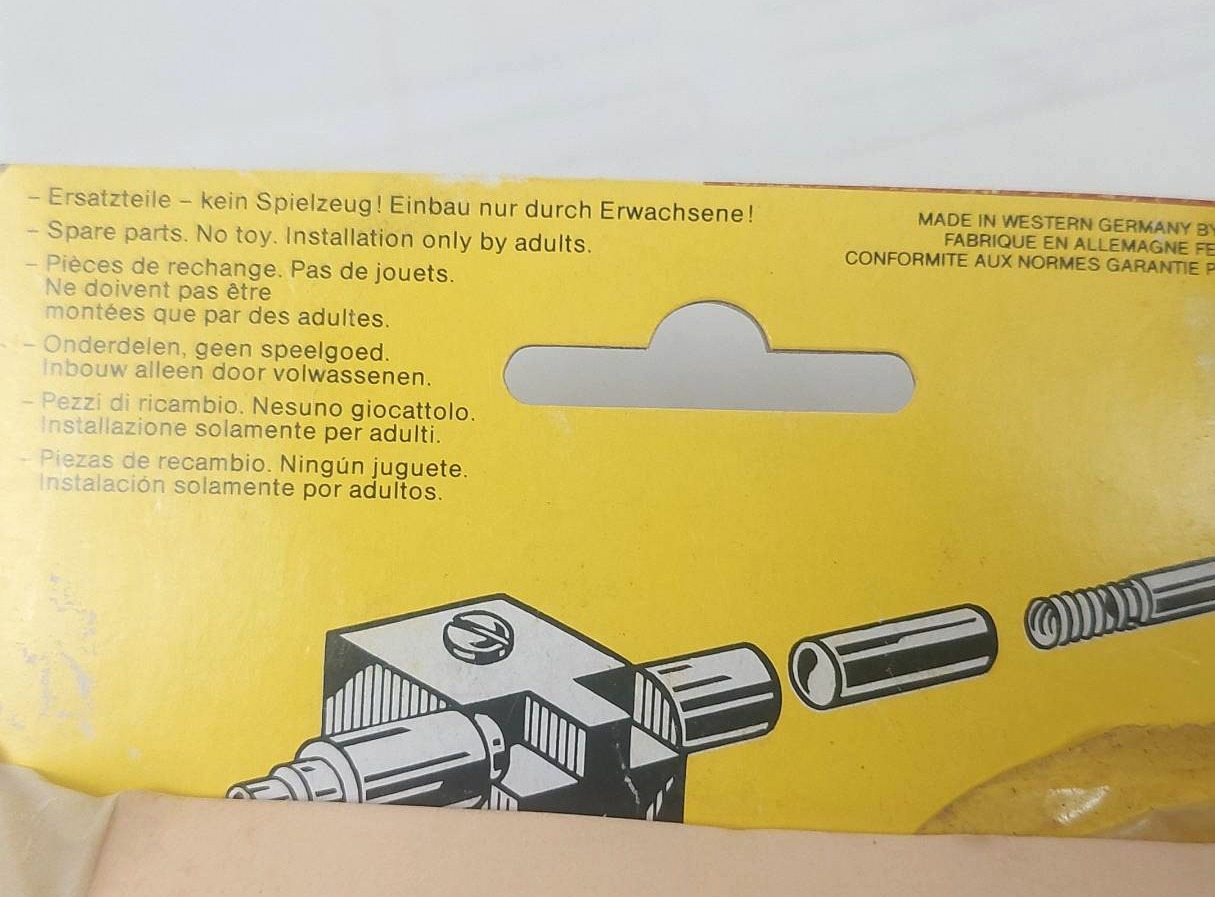 - Ersatzteile - kein Spielzeug! Einbau nur durch Erwachsene!
- Spare parts. No toy. Installation only by adults.
- Pièces de rechange. Pas de jouets.
Ne doivent pas être
montées que par des adultes.
- Onderdelen, geen speelgoed.
Inbouw alleen door volwassenen.
- Pezzi di ricambio. Nesuno giocattolo.
Installazione solamente per adulti.
- Piezas de recambio. Ningún juguete.
Instalación solamente por adultos.
MADE IN WESTERN GERMANY BY
FABRIQUE EN ALLEMAGNE FE
CONFORMITE AUX NORMES GARANTIE P